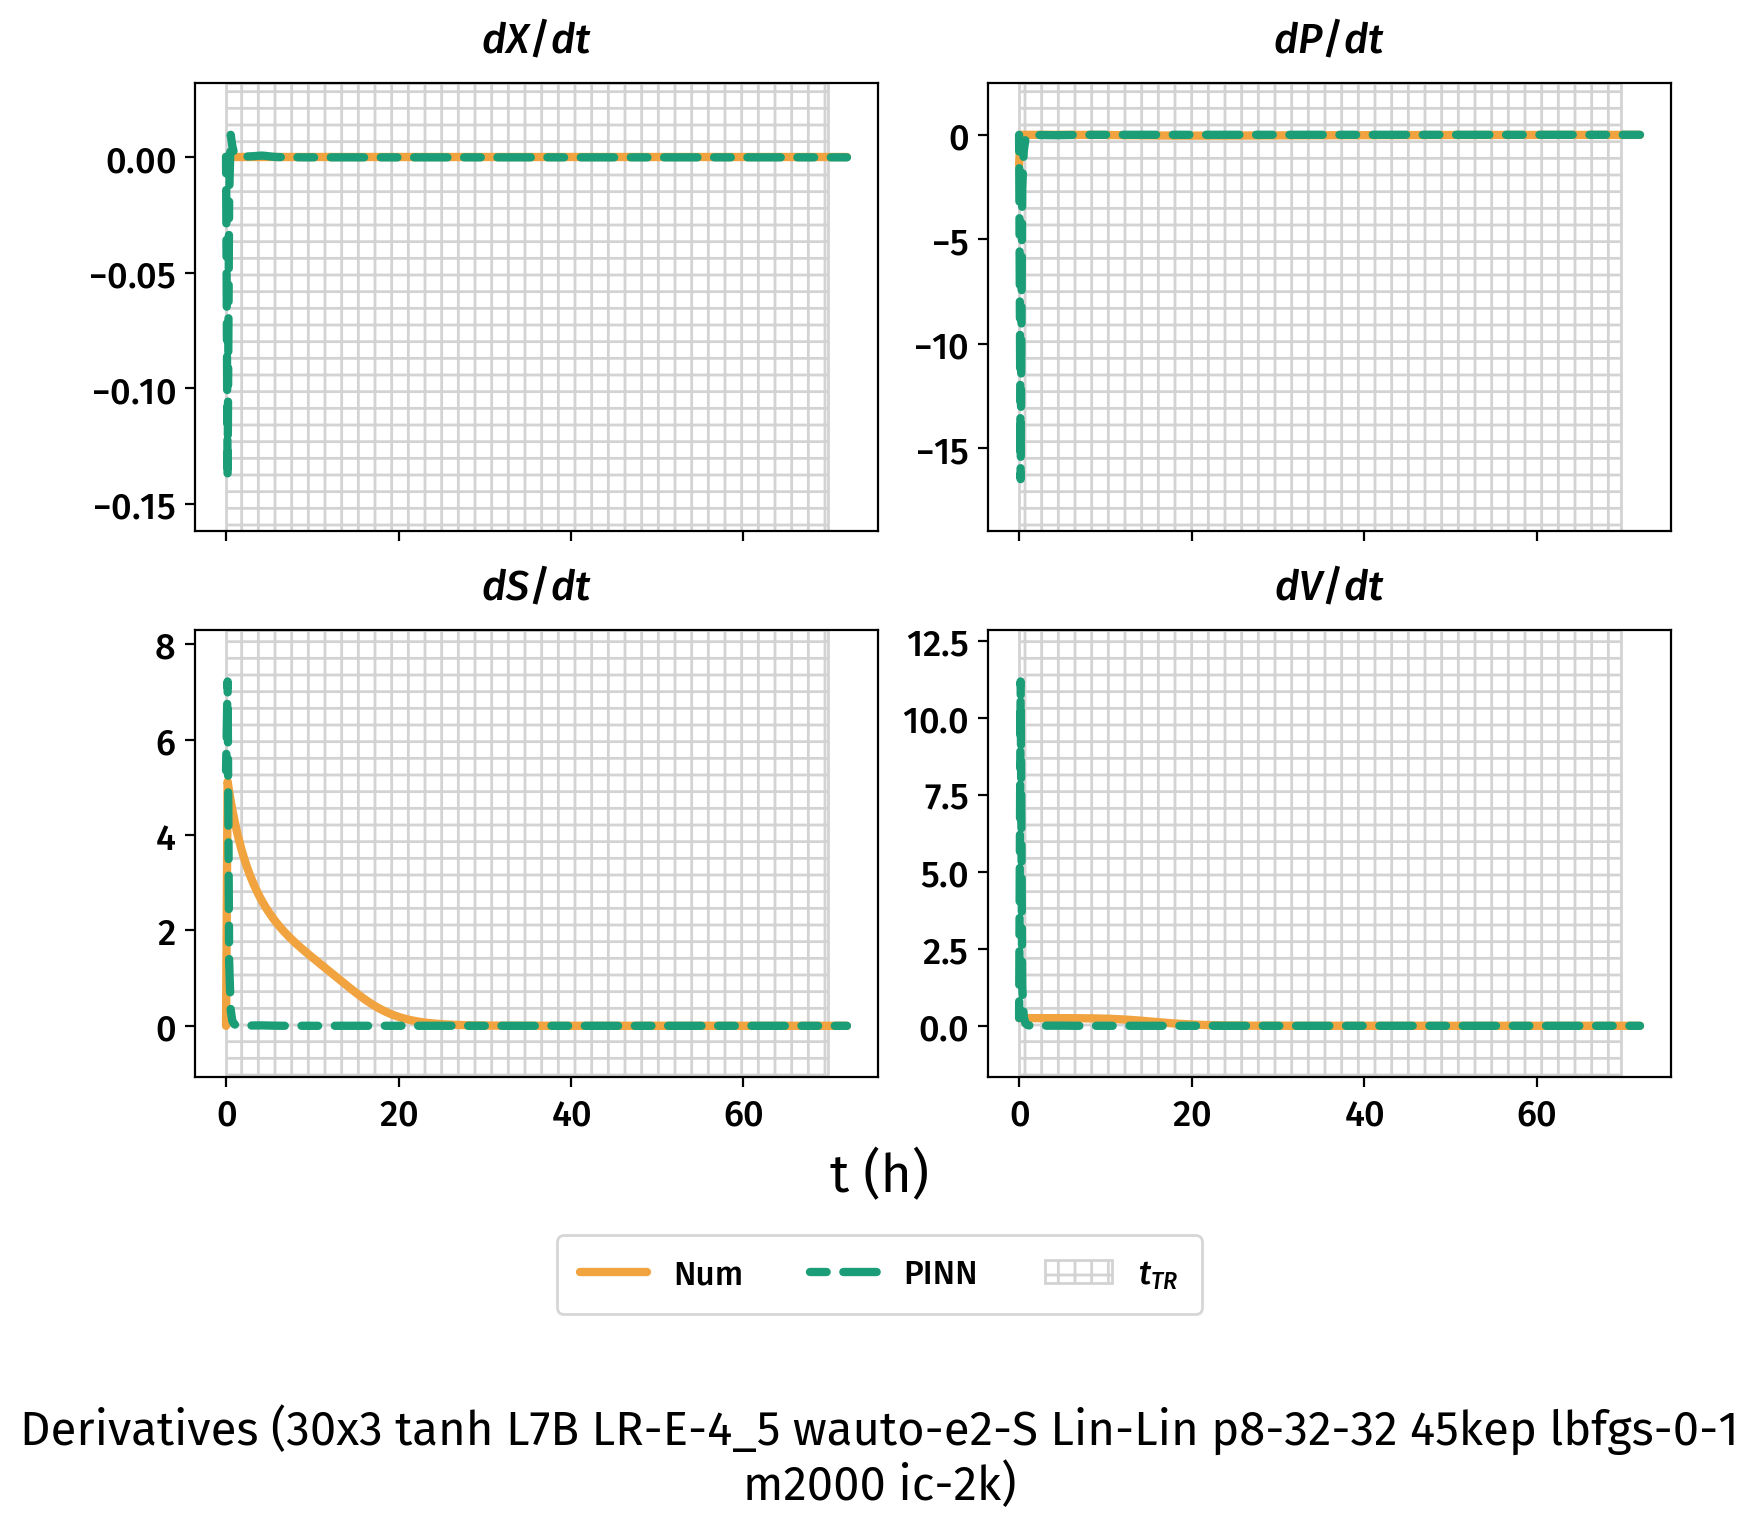 dX/dt
dP/dt
0.00
−0.05
−0.10
−0.15
0
−5
−10
−15
dS/dt
dV/dt
8
6
4
2
0
12.5
10.0
7.5
5.0
2.5
0.0
0 20 40 60
0 20 40 60
t (h)
Num PINN tTR
Derivatives (30x3 tanh L7B LR-E-4_5 wauto-e2-S Lin-Lin p8-32-32 45kep lbfgs-0-1
m2000 ic-2k)